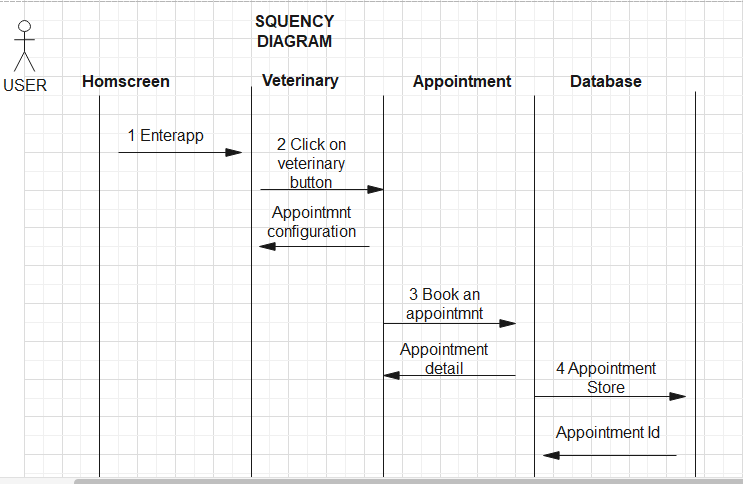 SQUENCY
DIAGRAM
USER
Homscreen
Veterinary
Appointment
Database
1 Enterapp
2 Click on
veterinary
button
Appointmnt
configuration
3 Book an
appointmnt
Appointment
detail
4 Appointment
Store
Appointment Id